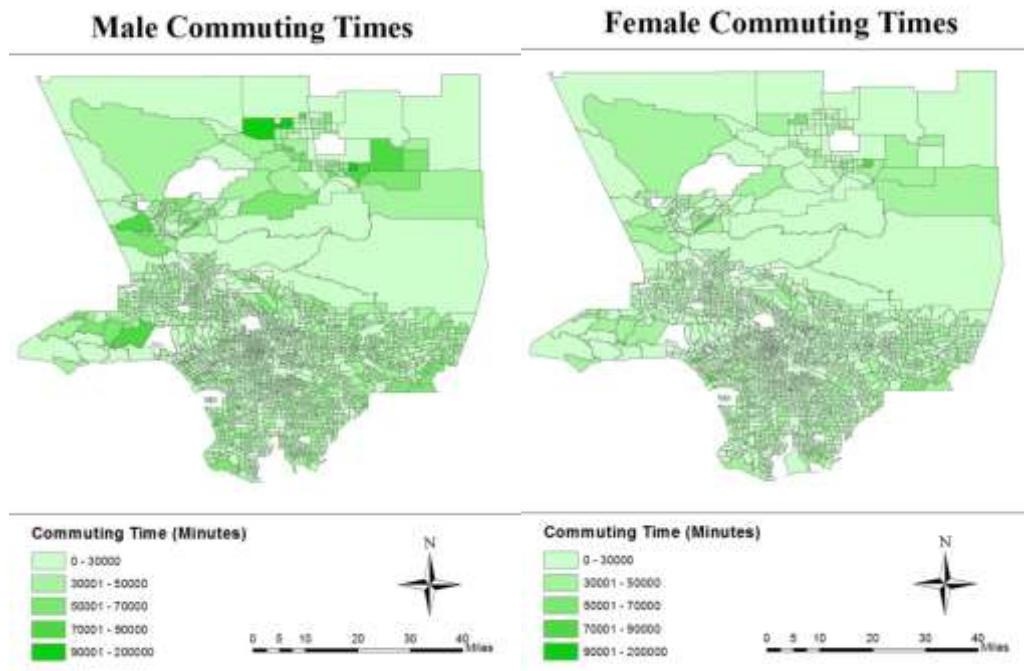 Male Commuting Times
Female Commuting Times
Commuting Time (Minutes)
0 - 30000
30001 - 50000
50001 - 70000
70001 - 90000
90001 - 200000
N
0 5 10 20 30 40
Miles
Commuting Time (Minutes)
0 - 30000
30001 - 50000
50001 - 70000
70001 - 90000
90001 - 200000
N
0 5 10 20 30 40
Miles